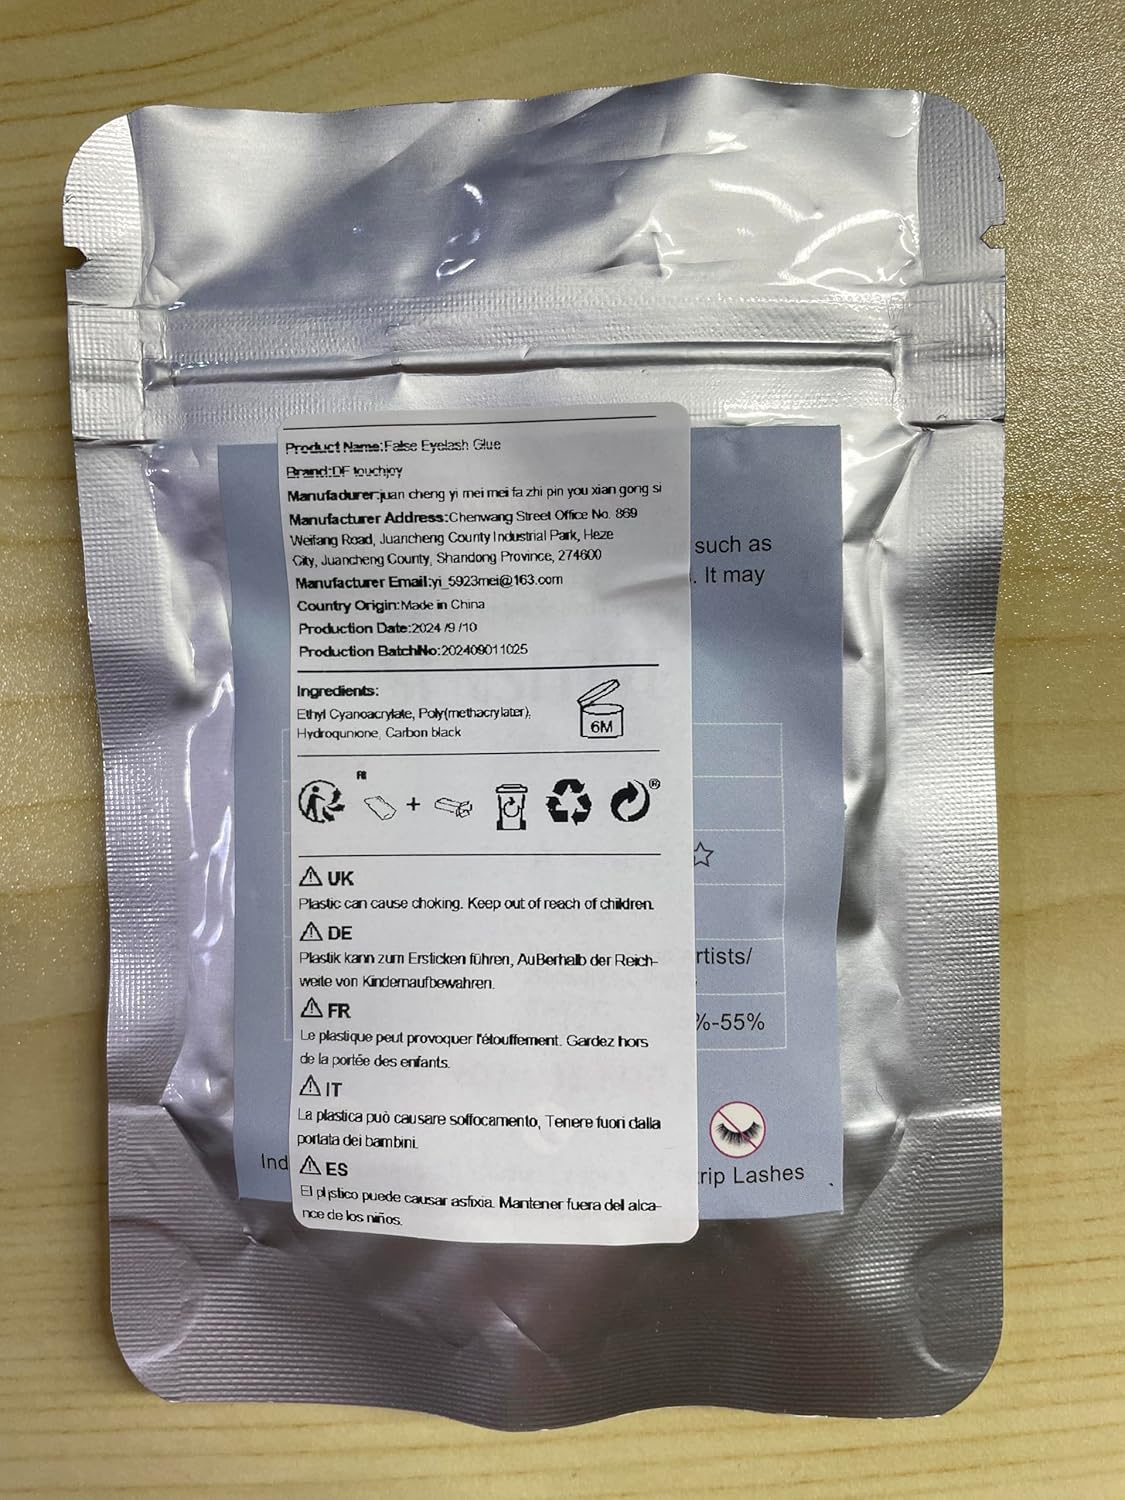 Product Name:False Eyelash Glue
Brand:DF touchjoy
Manufadurer:juan cheng yi mei mei fa zhi pin you xian gong si
Manufacturer Address:Chenwang Street Office No. 869
Weifang Road, Juancheng County Industrial Park, Heze
City, Juancheng County, Shandong Province, 274600
Manufacturer Email:yi_5923mei@163.com
Country Origin:Made in China
Production Date:2024 /9 /10
Production BatchNo:202409011025
Ingredients:
Ethyl Cyanoacrylate, Poly(methacrylater),
Hydroqunione, Carbon black
6M
FR
+
®
UK
Plastic can cause choking. Keep out of reach of children.
DE
Plastik kann zum Ersticken führen, AuBerhalb der Reich-
weite von Kindernaufbewahren.
FR
Le plastique peut provoquer l'étouffement. Gardez hors
de la portée des enfants.
IT
La plastica può causare soffocamento, Tenere fuori dalla
portata dei bambini.
ES
El plįstico puede causar asfixia. Mantener fuera del alca-
nce de los niños.
such as
. It may
rtists/
%-55%
Ind
rip Lashes